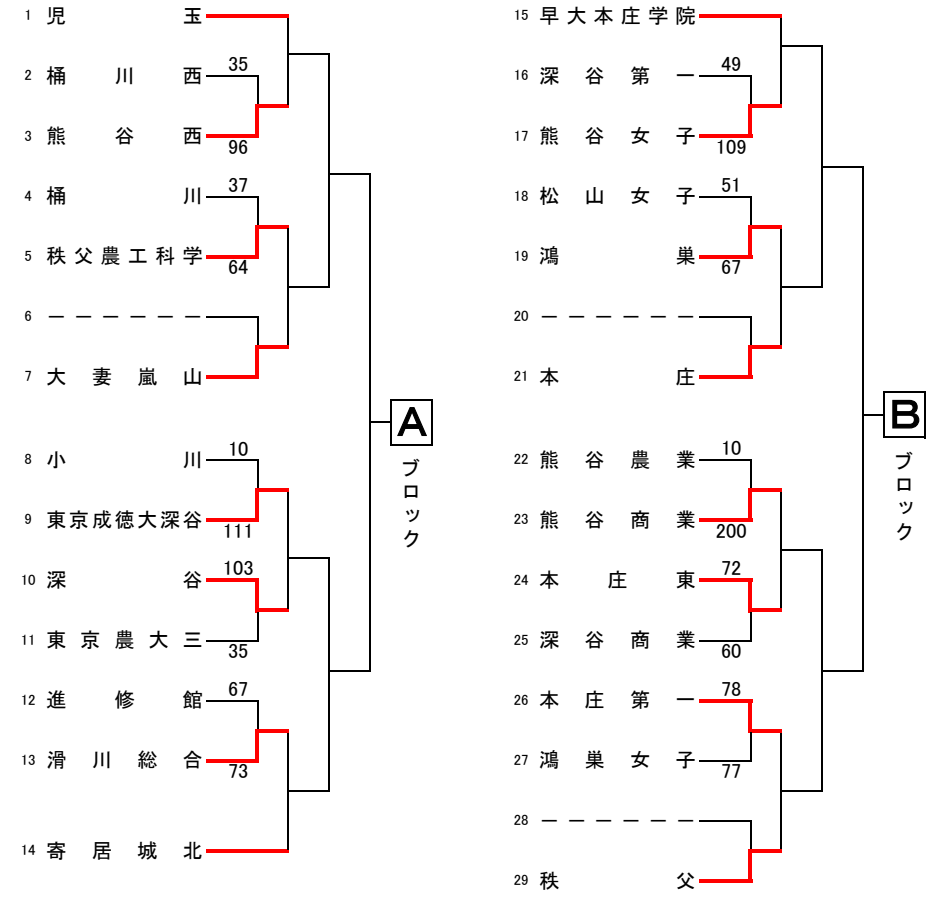 1 児玉
2 桶川西 35
3 熊谷西 96
4 桶川 37
5 秩父農工科学 64
6 ー ー ー ー ー ー
7 大妻嵐山
8 小川 10
9 東京成徳大深谷 111
10 深谷 103
11 東京農大三 35
12 進修館 67
13 滑川総合 73
14 寄居城北
A
ブロック
15 早大本庄学院
16 深谷第一 49
17 熊谷女子 109
18 松山女子 51
19 鴻巣 67
20 ー ー ー ー ー ー
21 本庄
22 熊谷農業 10
23 熊谷商業 200
24 本庄東 72
25 深谷商業 60
26 本庄第一 78
27 鴻巣女子 77
28 ー ー ー ー ー ー
29 秩父
B
ブロック